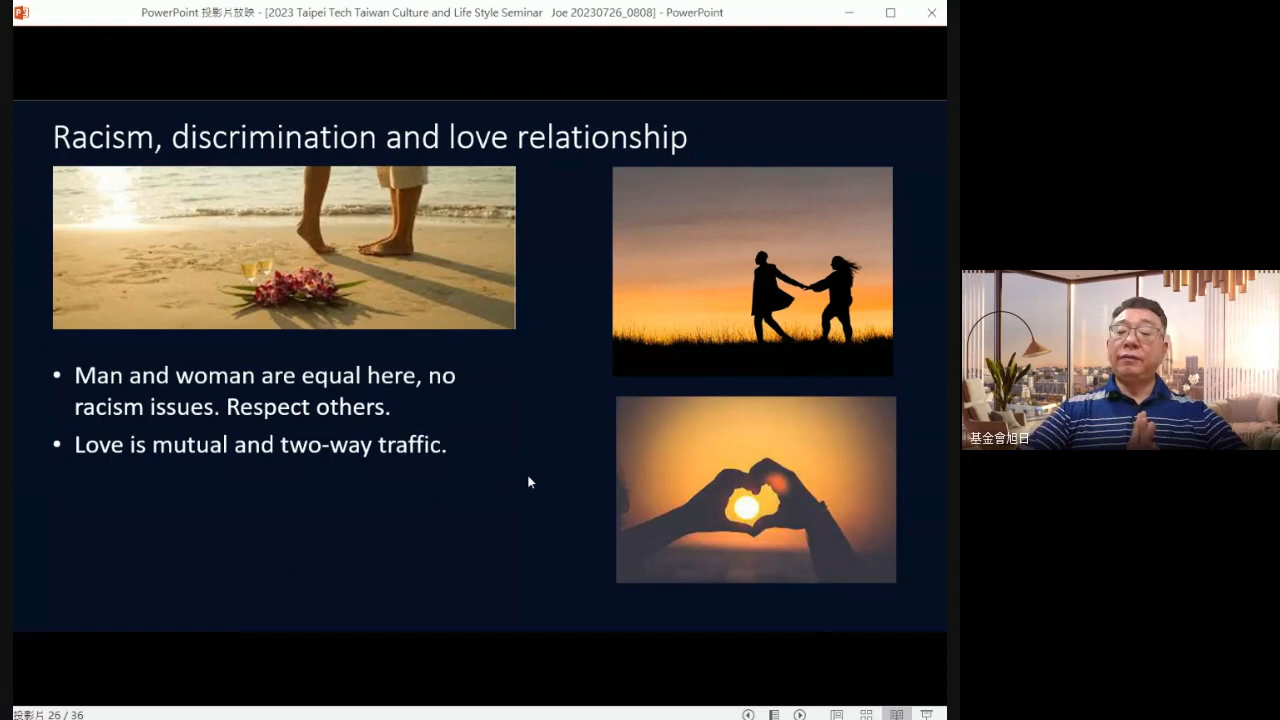 PowerPoint 投影片放映 - [2023 Taipei Tech Taiwan Culture and Life Style Seminar   Joe 20230726_0808] - PowerPoint
Racism, discrimination and love relationship
• Man and woman are equal here, no
racism issues. Respect others.
• Love is mutual and two-way traffic.
基金會旭日
投影片 26 / 36